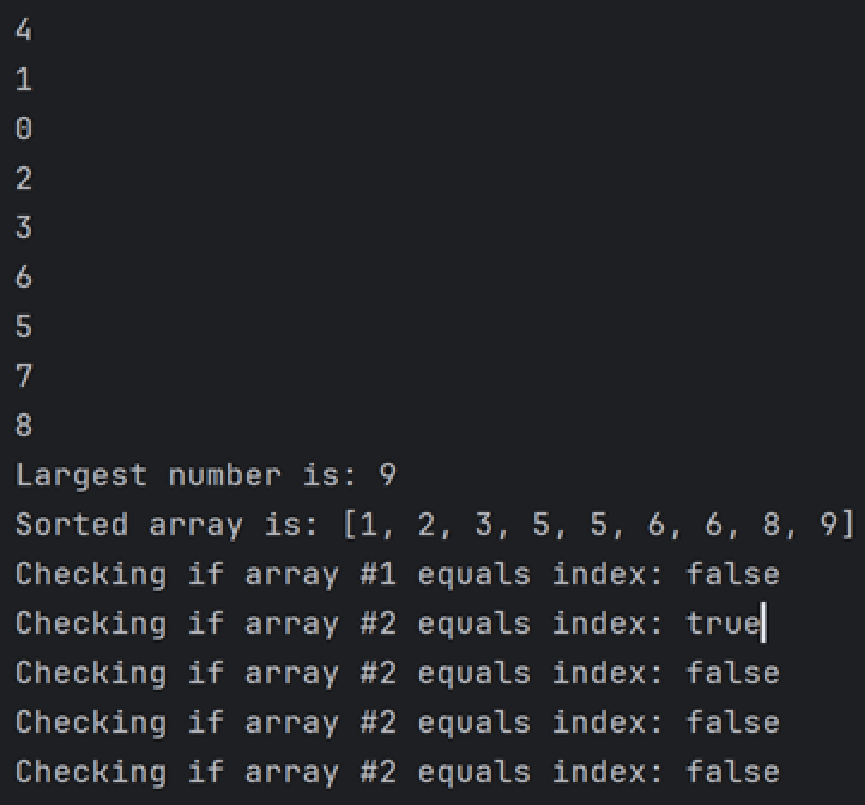 4
1
0
2
3
6
5
7
8
Largest number is: 9
Sorted array is: [1, 2, 3, 5, 5, 6, 6, 8, 9]
Checking if array #1 equals index: false
Checking if array #2 equals index: true
Checking if array #2 equals index: false
Checking if array #2 equals index: false
Checking if array #2 equals index: false